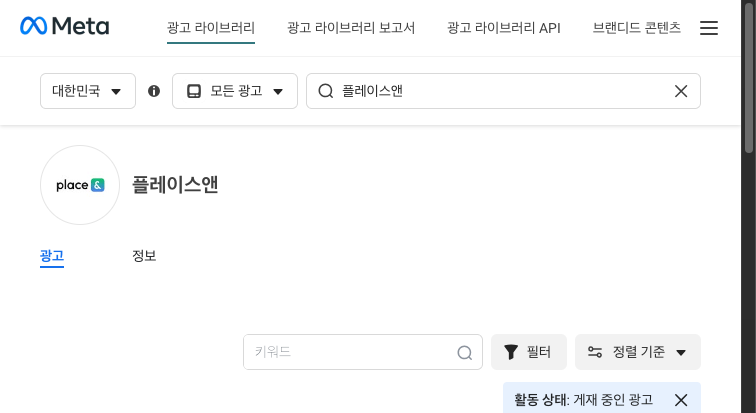 Meta 광고 라이브러리 광고 라이브러리 보고서 광고 라이브러리 API 브랜디드 콘텐츠
대한민국 모든 광고 플레이스앤
place& 플레이스앤
광고 정보
키워드 필터 정렬 기준
활동 상태: 게재 중인 광고